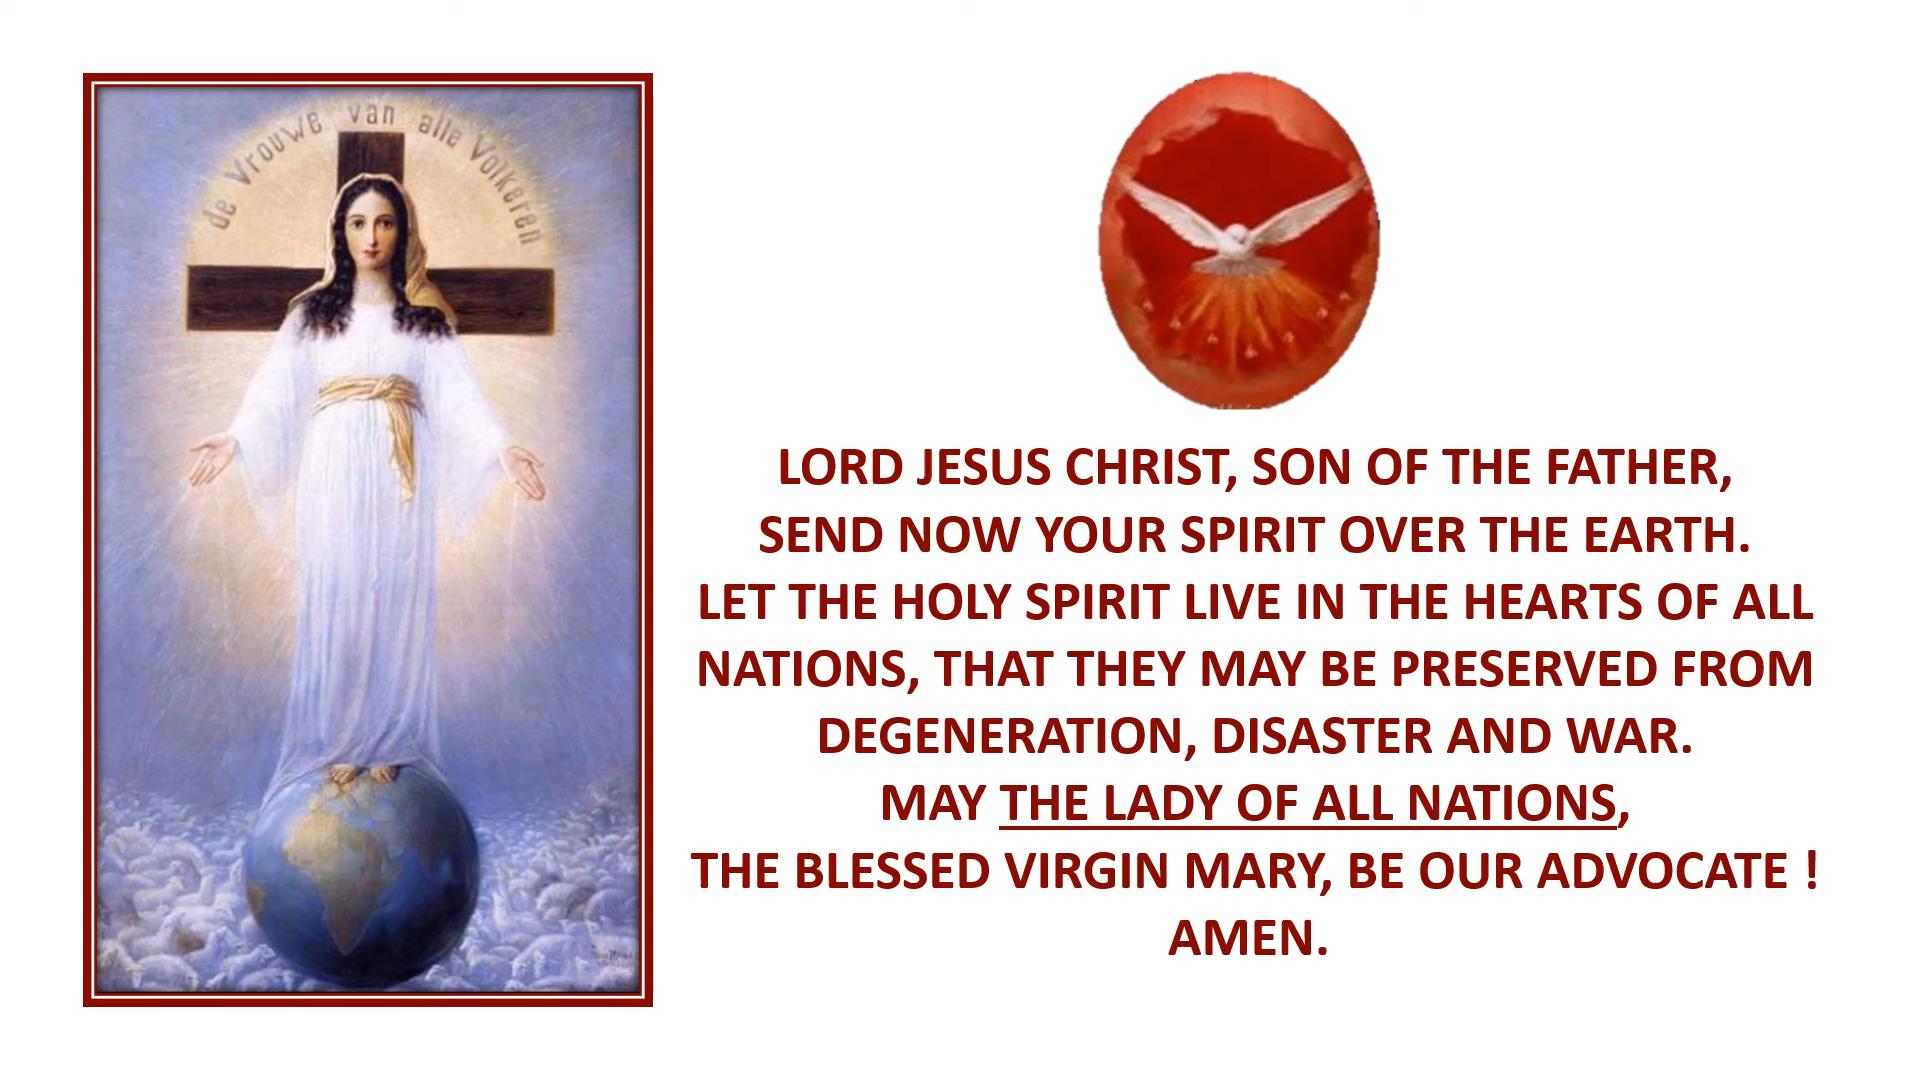 de Vrouwe van alle Volkeren
LORD JESUS CHRIST, SON OF THE FATHER,
SEND NOW YOUR SPIRIT OVER THE EARTH.
LET THE HOLY SPIRIT LIVE IN THE HEARTS OF ALL
NATIONS, THAT THEY MAY BE PRESERVED FROM
DEGENERATION, DISASTER AND WAR.
MAY THE LADY OF ALL NATIONS,
THE BLESSED VIRGIN MARY, BE OUR ADVOCATE !
AMEN.